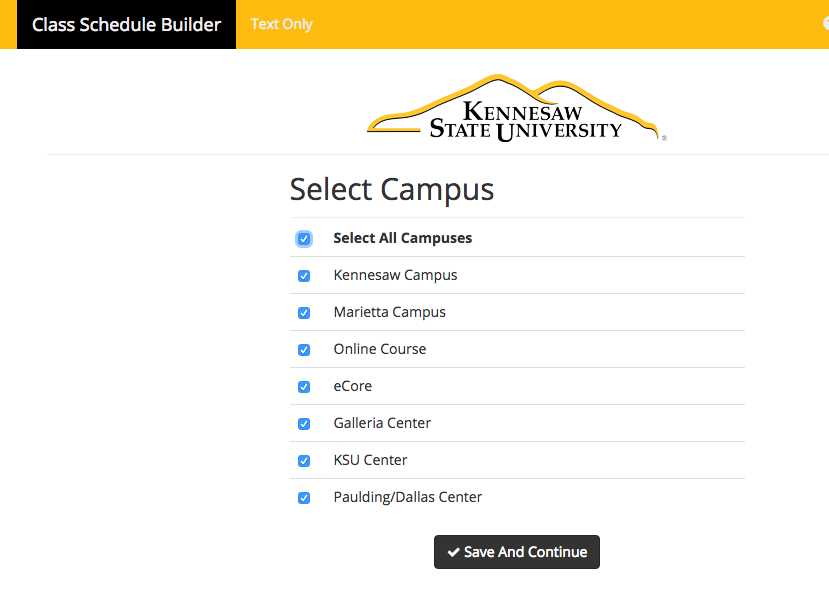 Class Schedule Builder Text Only
KENNESAW
STATE UNIVERSITY ®
Select Campus
Select All Campuses
Kennesaw Campus
Marietta Campus
Online Course
eCore
Galleria Center
KSU Center
Paulding/Dallas Center
Save And Continue